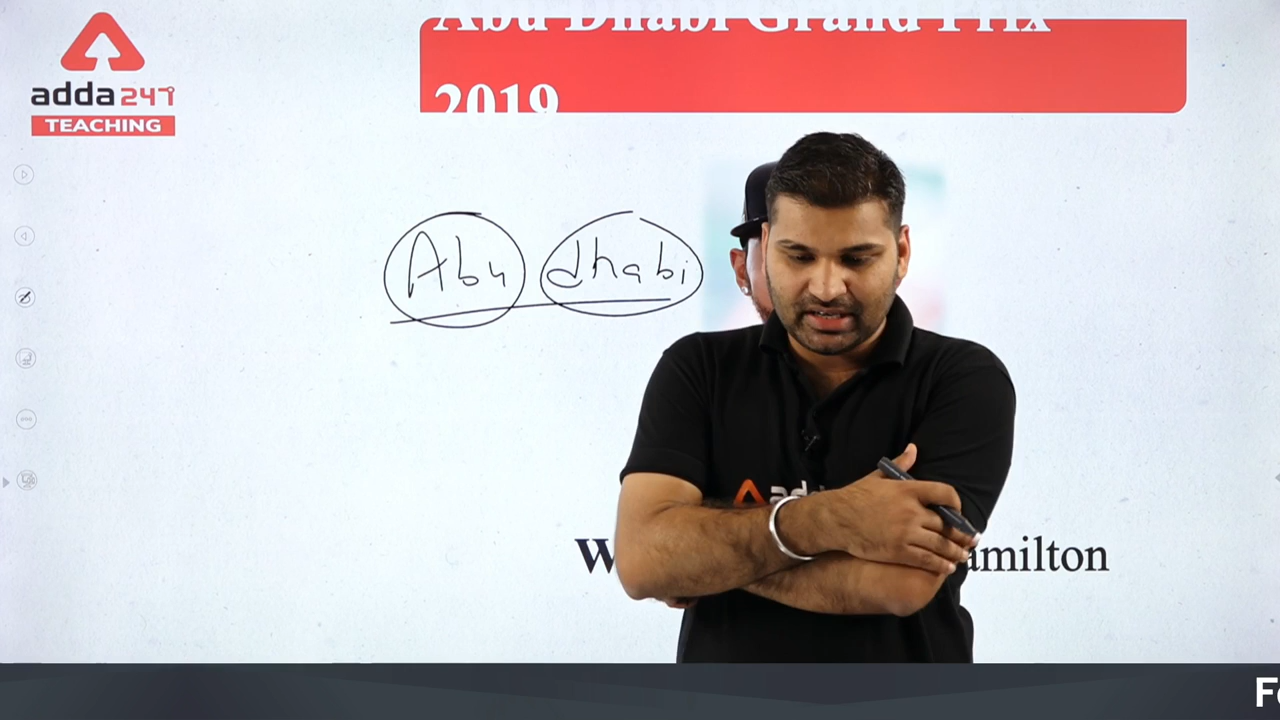 Abu Dhabi Grand Prix
2019
adda247
TEACHING
Abu dhabi
amilton